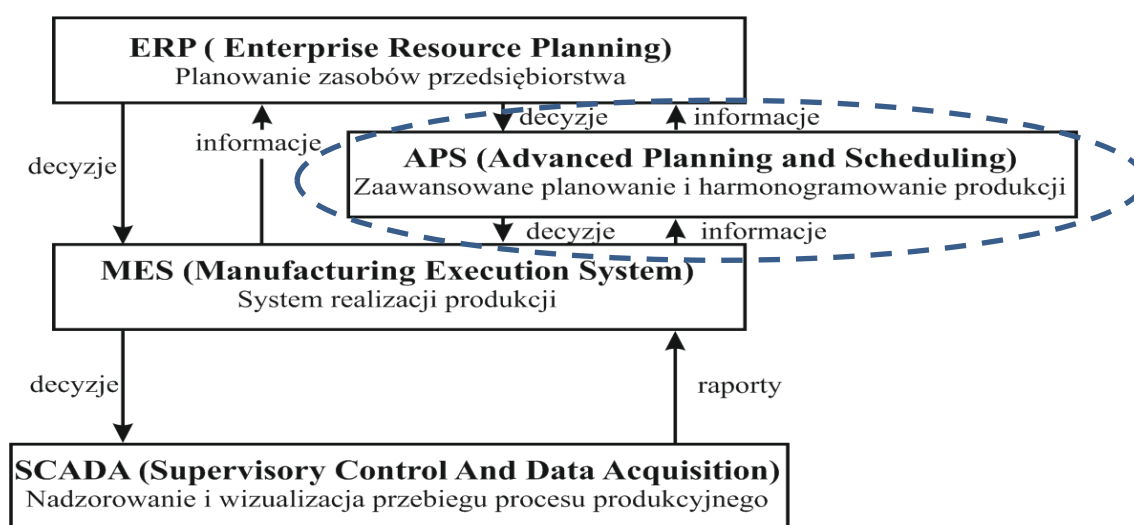 ERP ( Enterprise Resource Planning)
Planowanie zasobów przedsiębiorstwa
decyzje
informacje
decyzje
informacje
APS (Advanced Planning and Scheduling)
Zaawansowane planowanie i harmonogramowanie produkcji
decyzje
informacje
MES (Manufacturing Execution System)
System realizacji produkcji
decyzje
raporty
SCADA (Supervisory Control And Data Acquisition)
Nadzorowanie i wizualizacja przebiegu procesu produkcyjnego